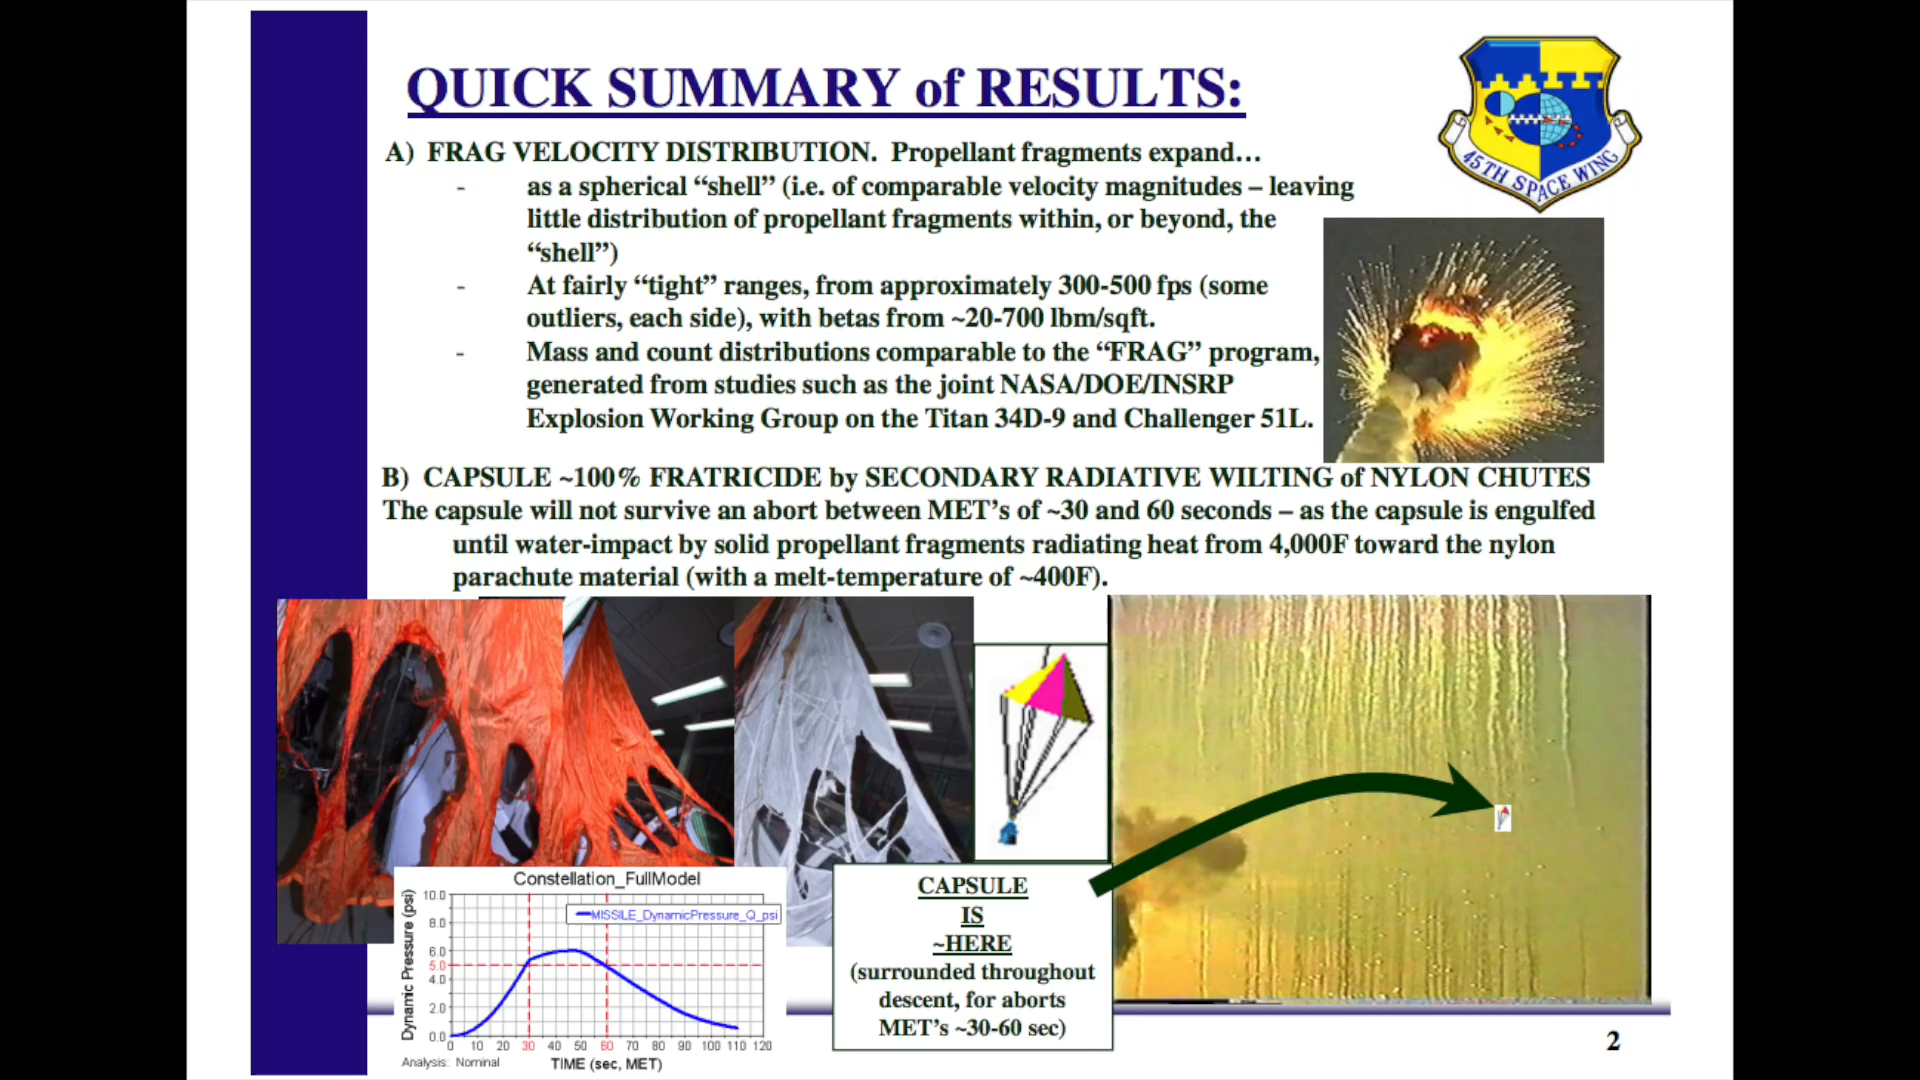 QUICK SUMMARY of RESULTS:
45TH SPACE WING
A) FRAG VELOCITY DISTRIBUTION. Propellant fragments expand…
- as a spherical “shell” (i.e. of comparable velocity magnitudes – leaving
little distribution of propellant fragments within, or beyond, the
“shell”)
- At fairly “tight” ranges, from approximately 300-500 fps (some
outliers, each side), with betas from ~20-700 lbm/sqft.
- Mass and count distributions comparable to the “FRAG” program,
generated from studies such as the joint NASA/DOE/INSRP
Explosion Working Group on the Titan 34D-9 and Challenger 51L.
B) CAPSULE ~100% FRATRICIDE by SECONDARY RADIATIVE WILTING of NYLON CHUTES
The capsule will not survive an abort between MET’s of ~30 and 60 seconds – as the capsule is engulfed
until water-impact by solid propellant fragments radiating heat from 4,000F toward the nylon
parachute material (with a melt-temperature of ~400F).
Constellation_FullModel
MISSILE_DynamicPressure_Q_psi
Dynamic Pressure (psi)
10.0
8.0
6.0
5.0
4.0
2.0
0.0
0 10 20 30 40 50 60 70 80 90 100 110 120
Analysis: Nominal
TIME (sec, MET)
CAPSULE
IS
~HERE
(surrounded throughout
descent, for aborts
MET’s ~30-60 sec)
2